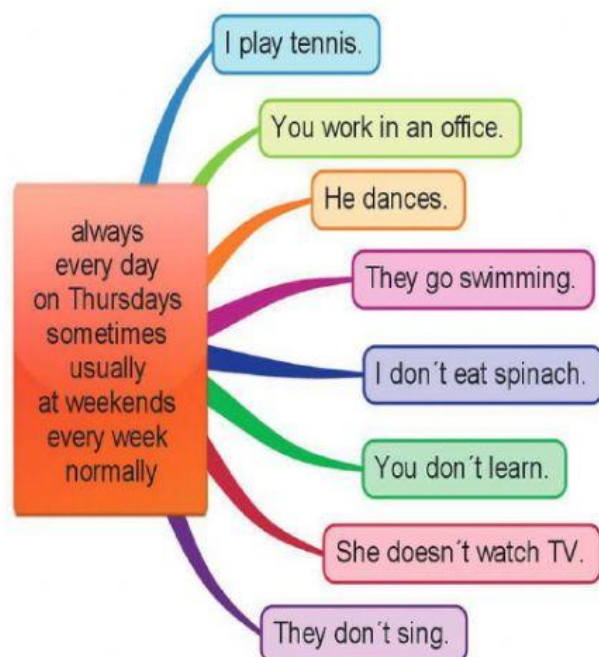 I play tennis.
You work in an office.
He dances.
They go swimming.
I don´t eat spinach.
You don´t learn.
She doesn´t watch TV.
They don´t sing.
always
every day
on Thursdays
sometimes
usually
at weekends
every week
normally